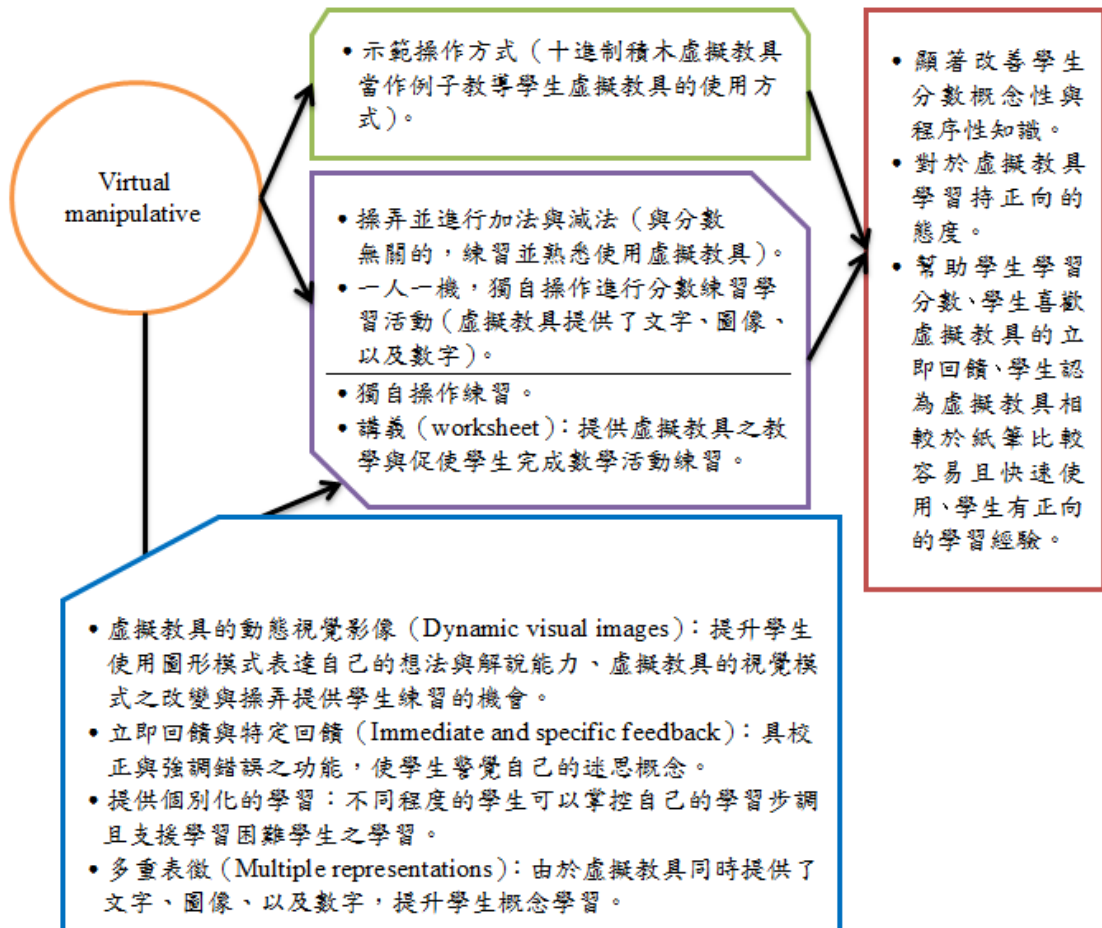 Virtual
manipulative
• 示範操作方式（十進制積木虛擬教具
當作例子教導學生虛擬教具的使用方
式）。
• 操弄並進行加法與減法（與分數
無關的，練習並熟悉使用虛擬教具）。
• 一人一機，獨自操作進行分數練習學
習活動（虛擬教具提供了文字、圖像、
以及數字）。
• 獨自操作練習。
• 講義（worksheet）：提供虛擬教具之教
學與促使學生完成數學活動練習。
• 顯著改善學生
分數概念性與
程序性知識。
• 對於虛擬教具
學習持正向的
態度。
• 幫助學生學習
分數、學生喜歡
虛擬教具的立
即回饋、學生認
為虛擬教具相
較於紙筆比較
容易且快速使
用、學生有正向
的學習經驗。
• 虛擬教具的動態視覺影像（Dynamic visual images）：提升學生
使用圖形模式表達自己的想法與解說能力、虛擬教具的視覺模
式之改變與操弄提供學生練習的機會。
• 立即回饋與特定回饋（Immediate and specific feedback）：具校
正與強調錯誤之功能，使學生警覺自己的迷思概念。
• 提供個別化的學習：不同程度的學生可以掌控自己的學習步調
且支援學習困難學生之學習。
• 多重表徵（Multiple representations）：由於虛擬教具同時提供了
文字、圖像、以及數字，提升學生概念學習。